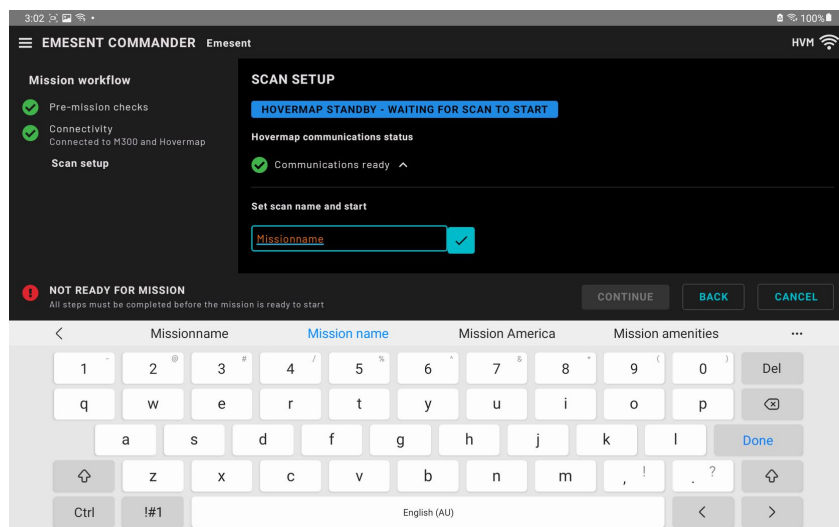 3:02
100%
EMESENT COMMANDER Emesent
HVM
Mission workflow
Pre-mission checks
Connectivity
Connected to M300 and Hovermap
Scan setup
SCAN SETUP
HOVERMAP STANDBY - WAITING FOR SCAN TO START
Hovermap communications status
Communications ready
Set scan name and start
Missionname
NOT READY FOR MISSION
All steps must be completed before the mission is ready to start
CONTINUE BACK CANCEL
Missionname Mission name Mission America Mission amenities ...
1 2 @ 3 # 4 / 5 % 6 ^ 7 & 8 * 9 ( 0 ) Del
q w e r t y u i o p
a s d f g h j k l Done
z x c v b n m , ! . ?
Ctrl !#1 English (AU) < >